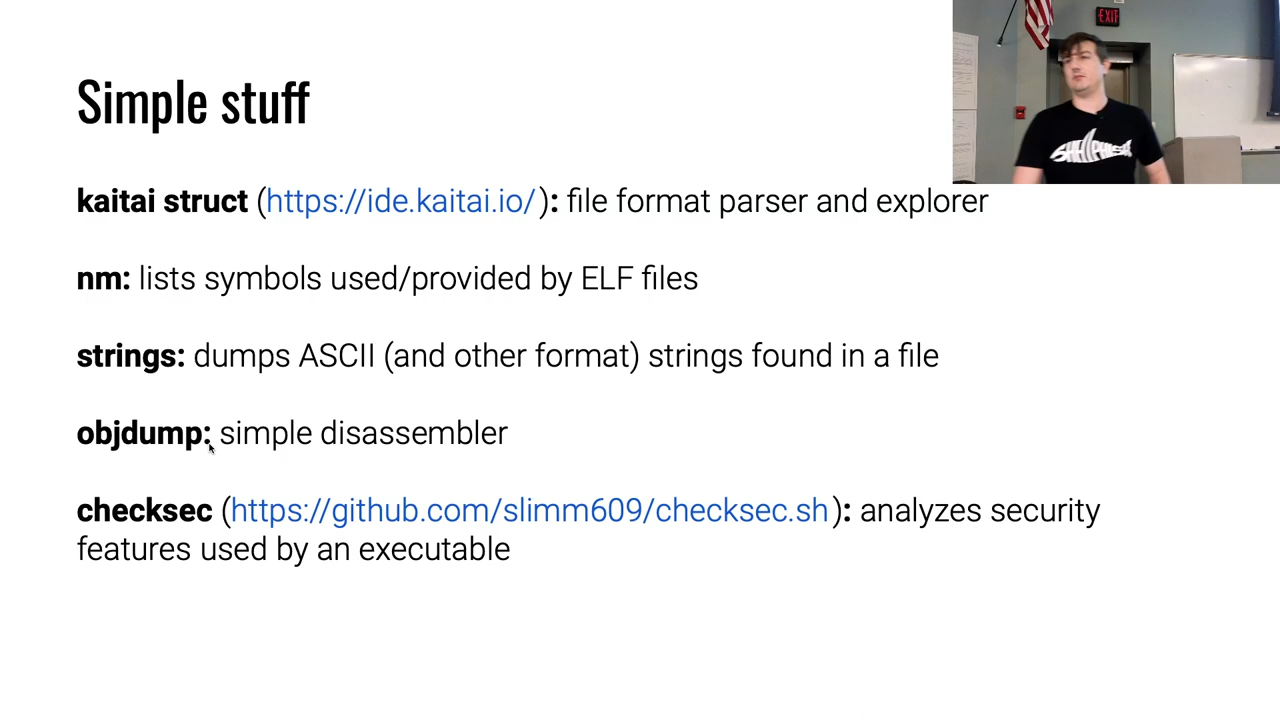 Simple stuff
EXIT
SHELLPHISH
kaitai struct (https://ide.kaitai.io/): file format parser and explorer
nm: lists symbols used/provided by ELF files
strings: dumps ASCII (and other format) strings found in a file
objdump: simple disassembler
checksec (https://github.com/slimm609/checksec.sh): analyzes security
features used by an executable